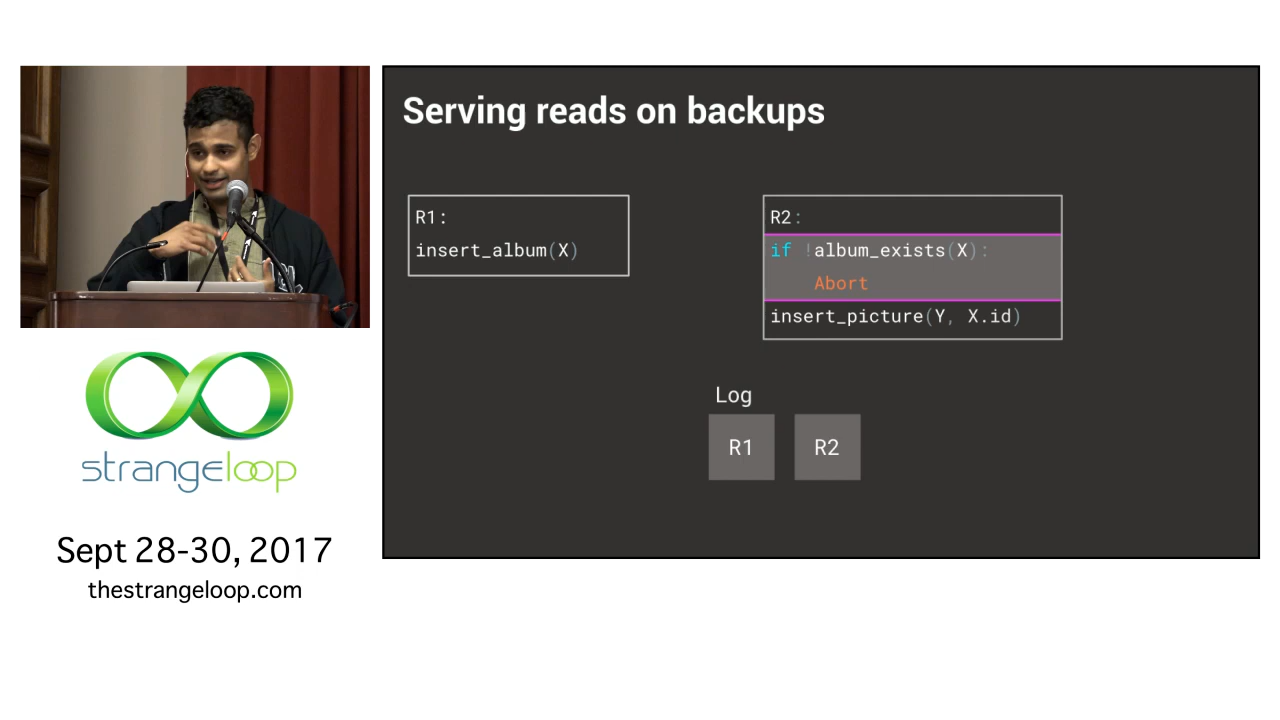 Serving reads on backups
R1:
insert_album(X)
R2:
if !album_exists(X):
Abort
insert_picture(Y, X.id)
Log
R1
R2
strangeloop
Sept 28-30, 2017
thestrangeloop.com